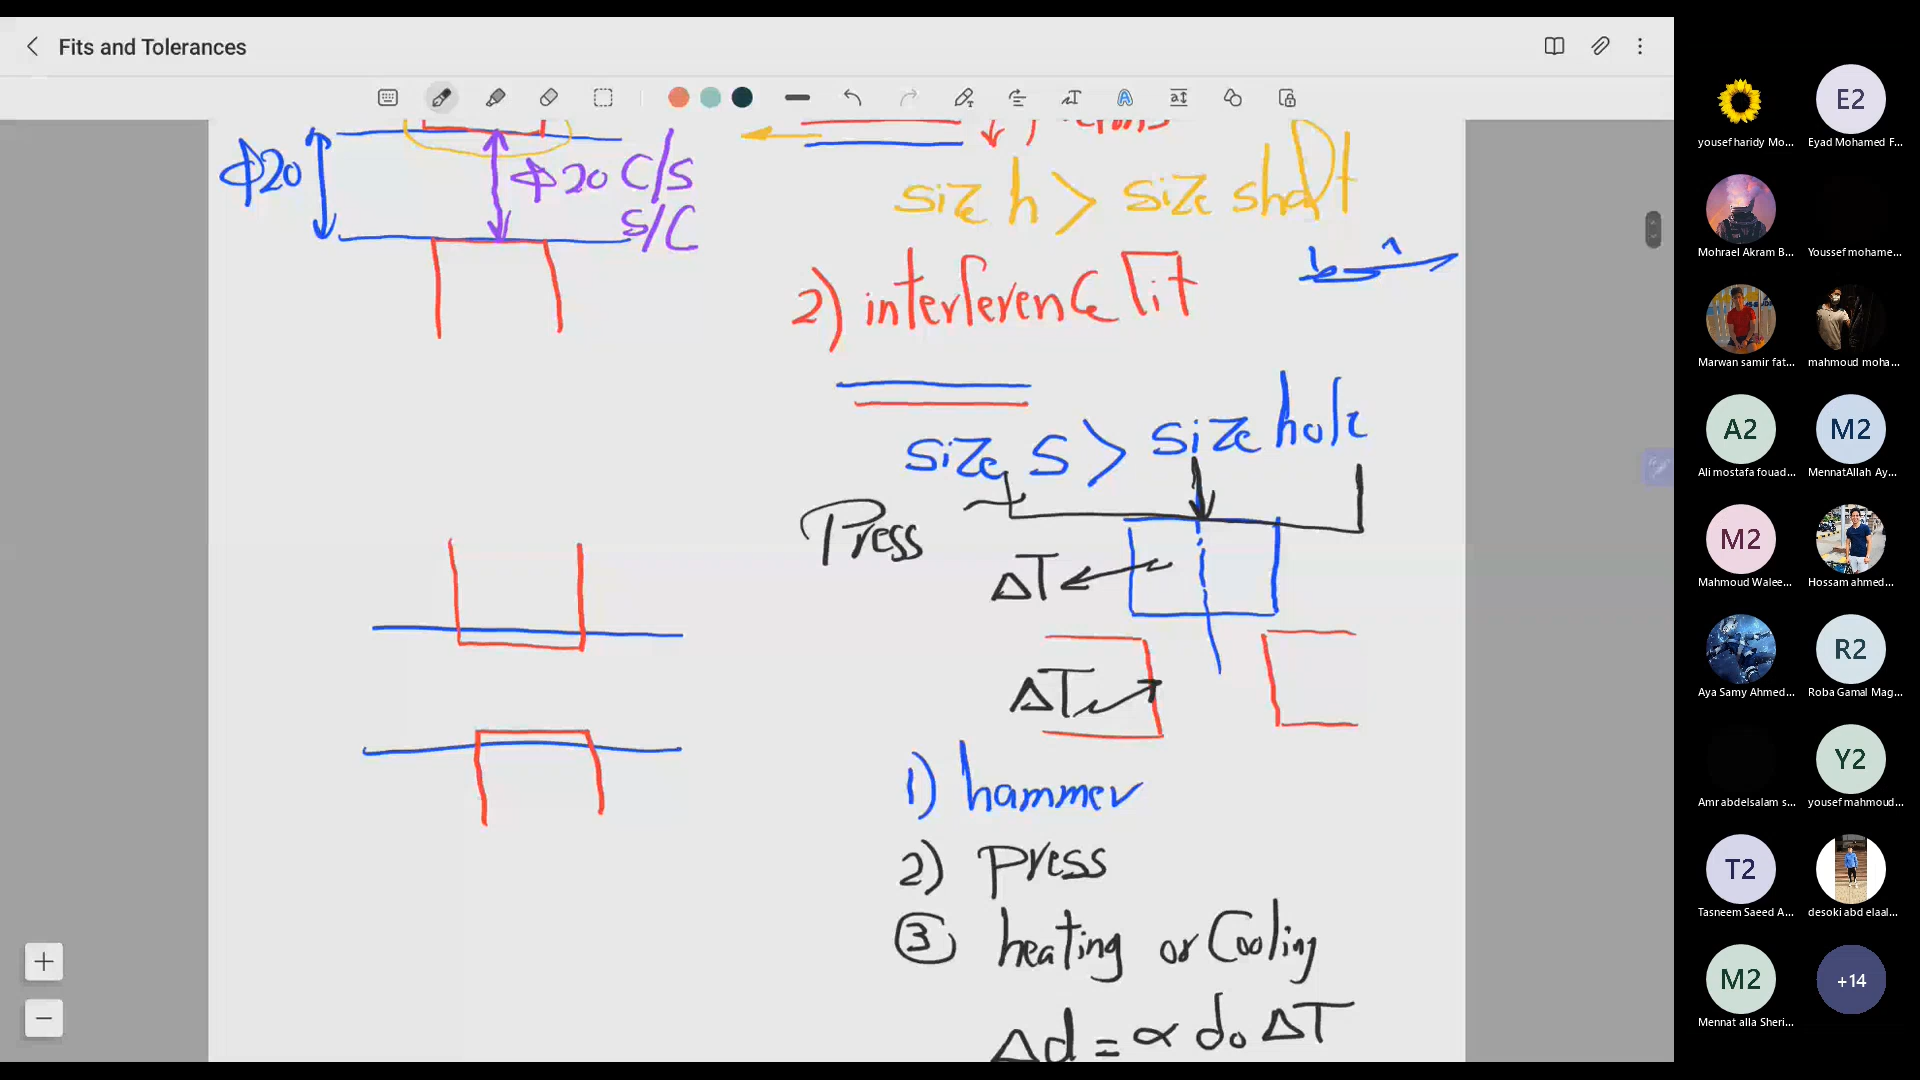 Fits and Tolerances
ϕ20
ϕ20 C/S
S/C
size h > size shaft
2) interference fit
size s > size hole
Press
ΔT
ΔT
1) hammer
2) press
③ heating or Cooling
Δd = α d₀ ΔT
yousef haridy Mo...
E2
Eyad Mohamed F...
Mohrael Akram B...
Youssef mohame...
Marwan samir fat...
mahmoud moha...
A2
Ali mostafa fouad...
M2
MennatAllah Ay...
M2
Mahmoud Walee...
Hossam ahmed...
Aya Samy Ahmed...
R2
Roba Gamal Mag...
Amr abdelsalam s...
Y2
yousef mahmoud...
T2
Tasneem Saeed A...
desoki abd elaal...
M2
Mennat alla Sheri...
+14